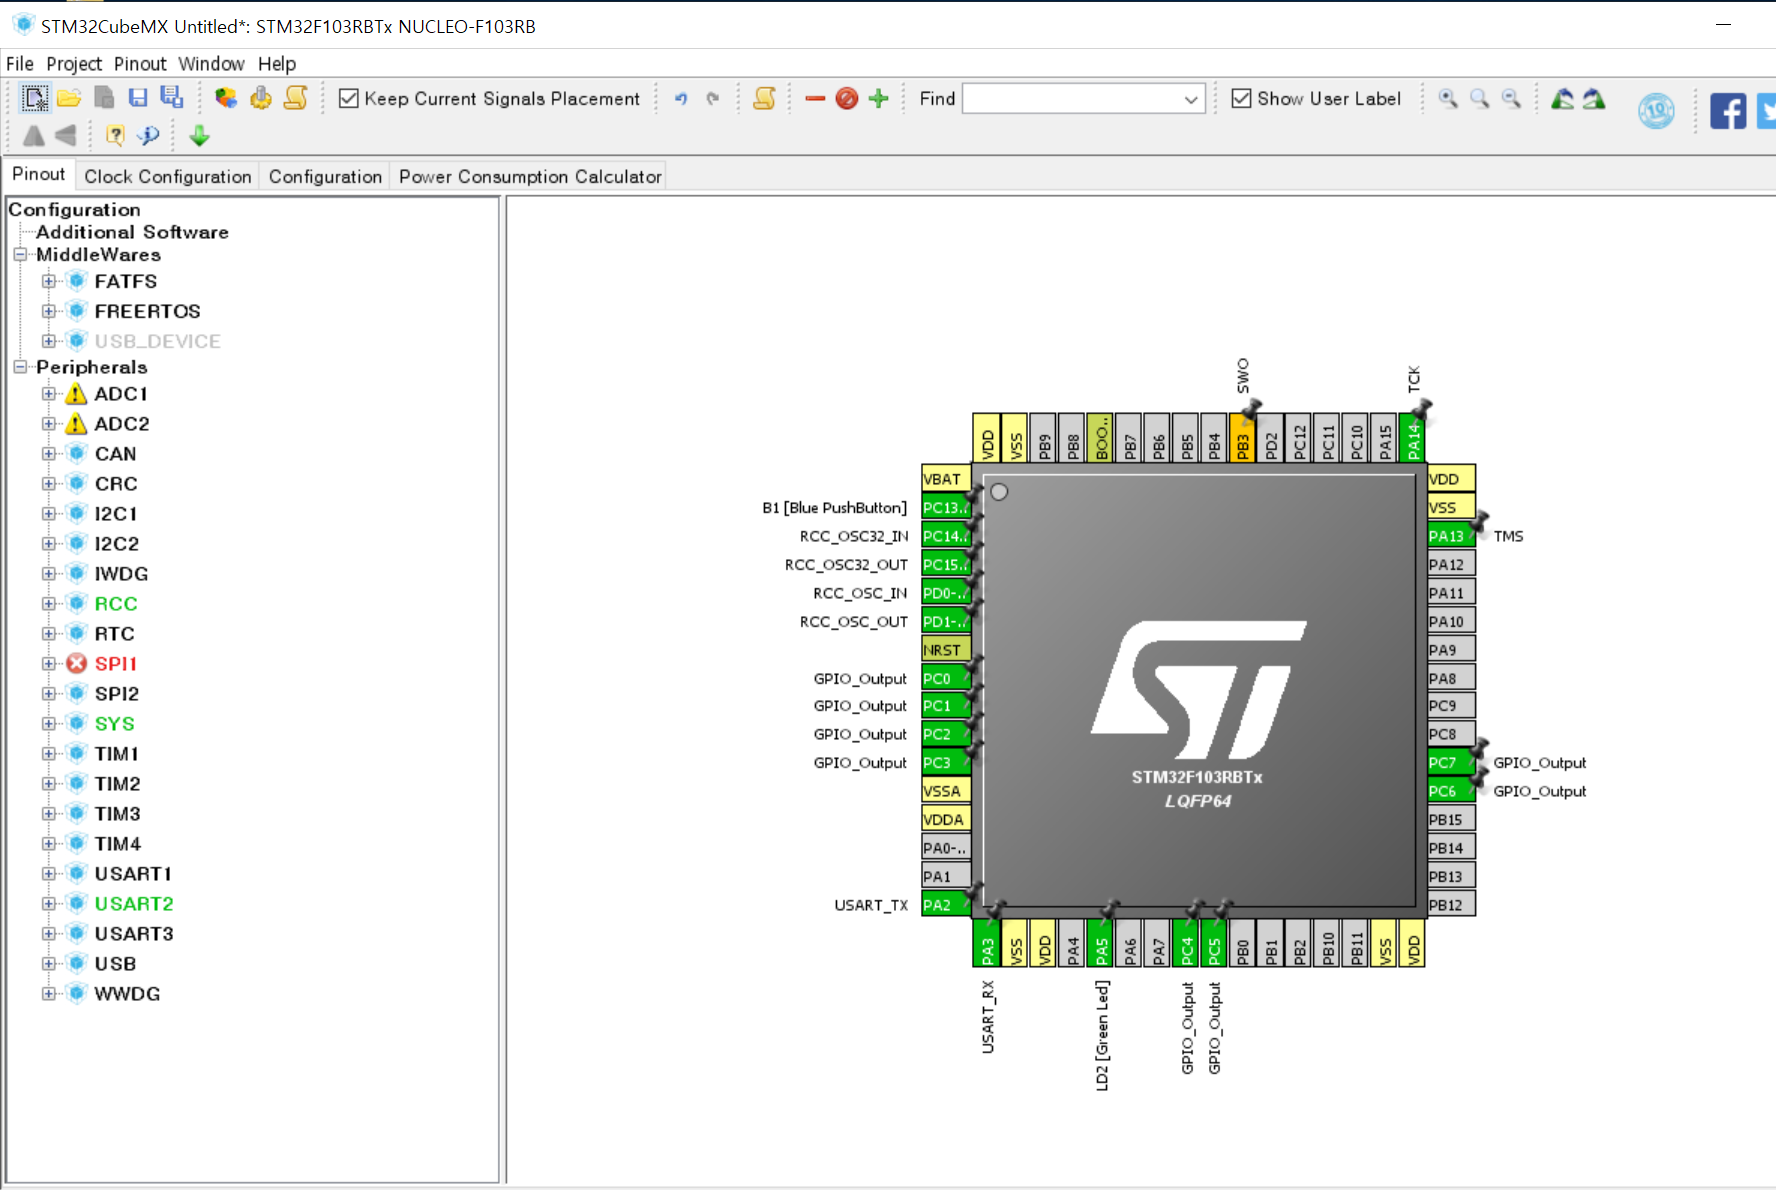 STM32CubeMX Untitled*: STM32F103RBTx NUCLEO-F103RB
File Project Pinout Window Help
Keep Current Signals Placement
Find
Show User Label
10
Pinout Clock Configuration Configuration Power Consumption Calculator
Configuration
Additional Software
MiddleWares
FATFS
FREERTOS
USB_DEVICE
Peripherals
ADC1
ADC2
CAN
CRC
I2C1
I2C2
IWDG
RCC
RTC
SPI1
SPI2
SYS
TIM1
TIM2
TIM3
TIM4
USART1
USART2
USART3
USB
WWDG
SWO TCK
VDD VSS PB9 PB8 BOO.. PB7 PB6 PB5 PB4 PB3 PD2 PC12 PC11 PC10 PA15 PA14
VBAT
B1 [Blue PushButton] PC13..
RCC_OSC32_IN PC14..
RCC_OSC32_OUT PC15..
RCC_OSC_IN PD0-..
RCC_OSC_OUT PD1-..
NRST
GPIO_Output PC0
GPIO_Output PC1
GPIO_Output PC2
GPIO_Output PC3
VSSA
VDDA
PA0-..
PA1
USART_TX PA2
ST
STM32F103RBTx
LQFP64
VDD
VSS
PA13 TMS
PA12
PA11
PA10
PA9
PA8
PC9
PC8
PC7 GPIO_Output
PC6 GPIO_Output
PB15
PB14
PB13
PB12
PA3 VSS VDD PA4 PA5 PA6 PA7 PC4 PC5 PB0 PB1 PB2 PB10 PB11 VSS VDD
USART_RX LD2 [Green Led] GPIO_Output GPIO_Output